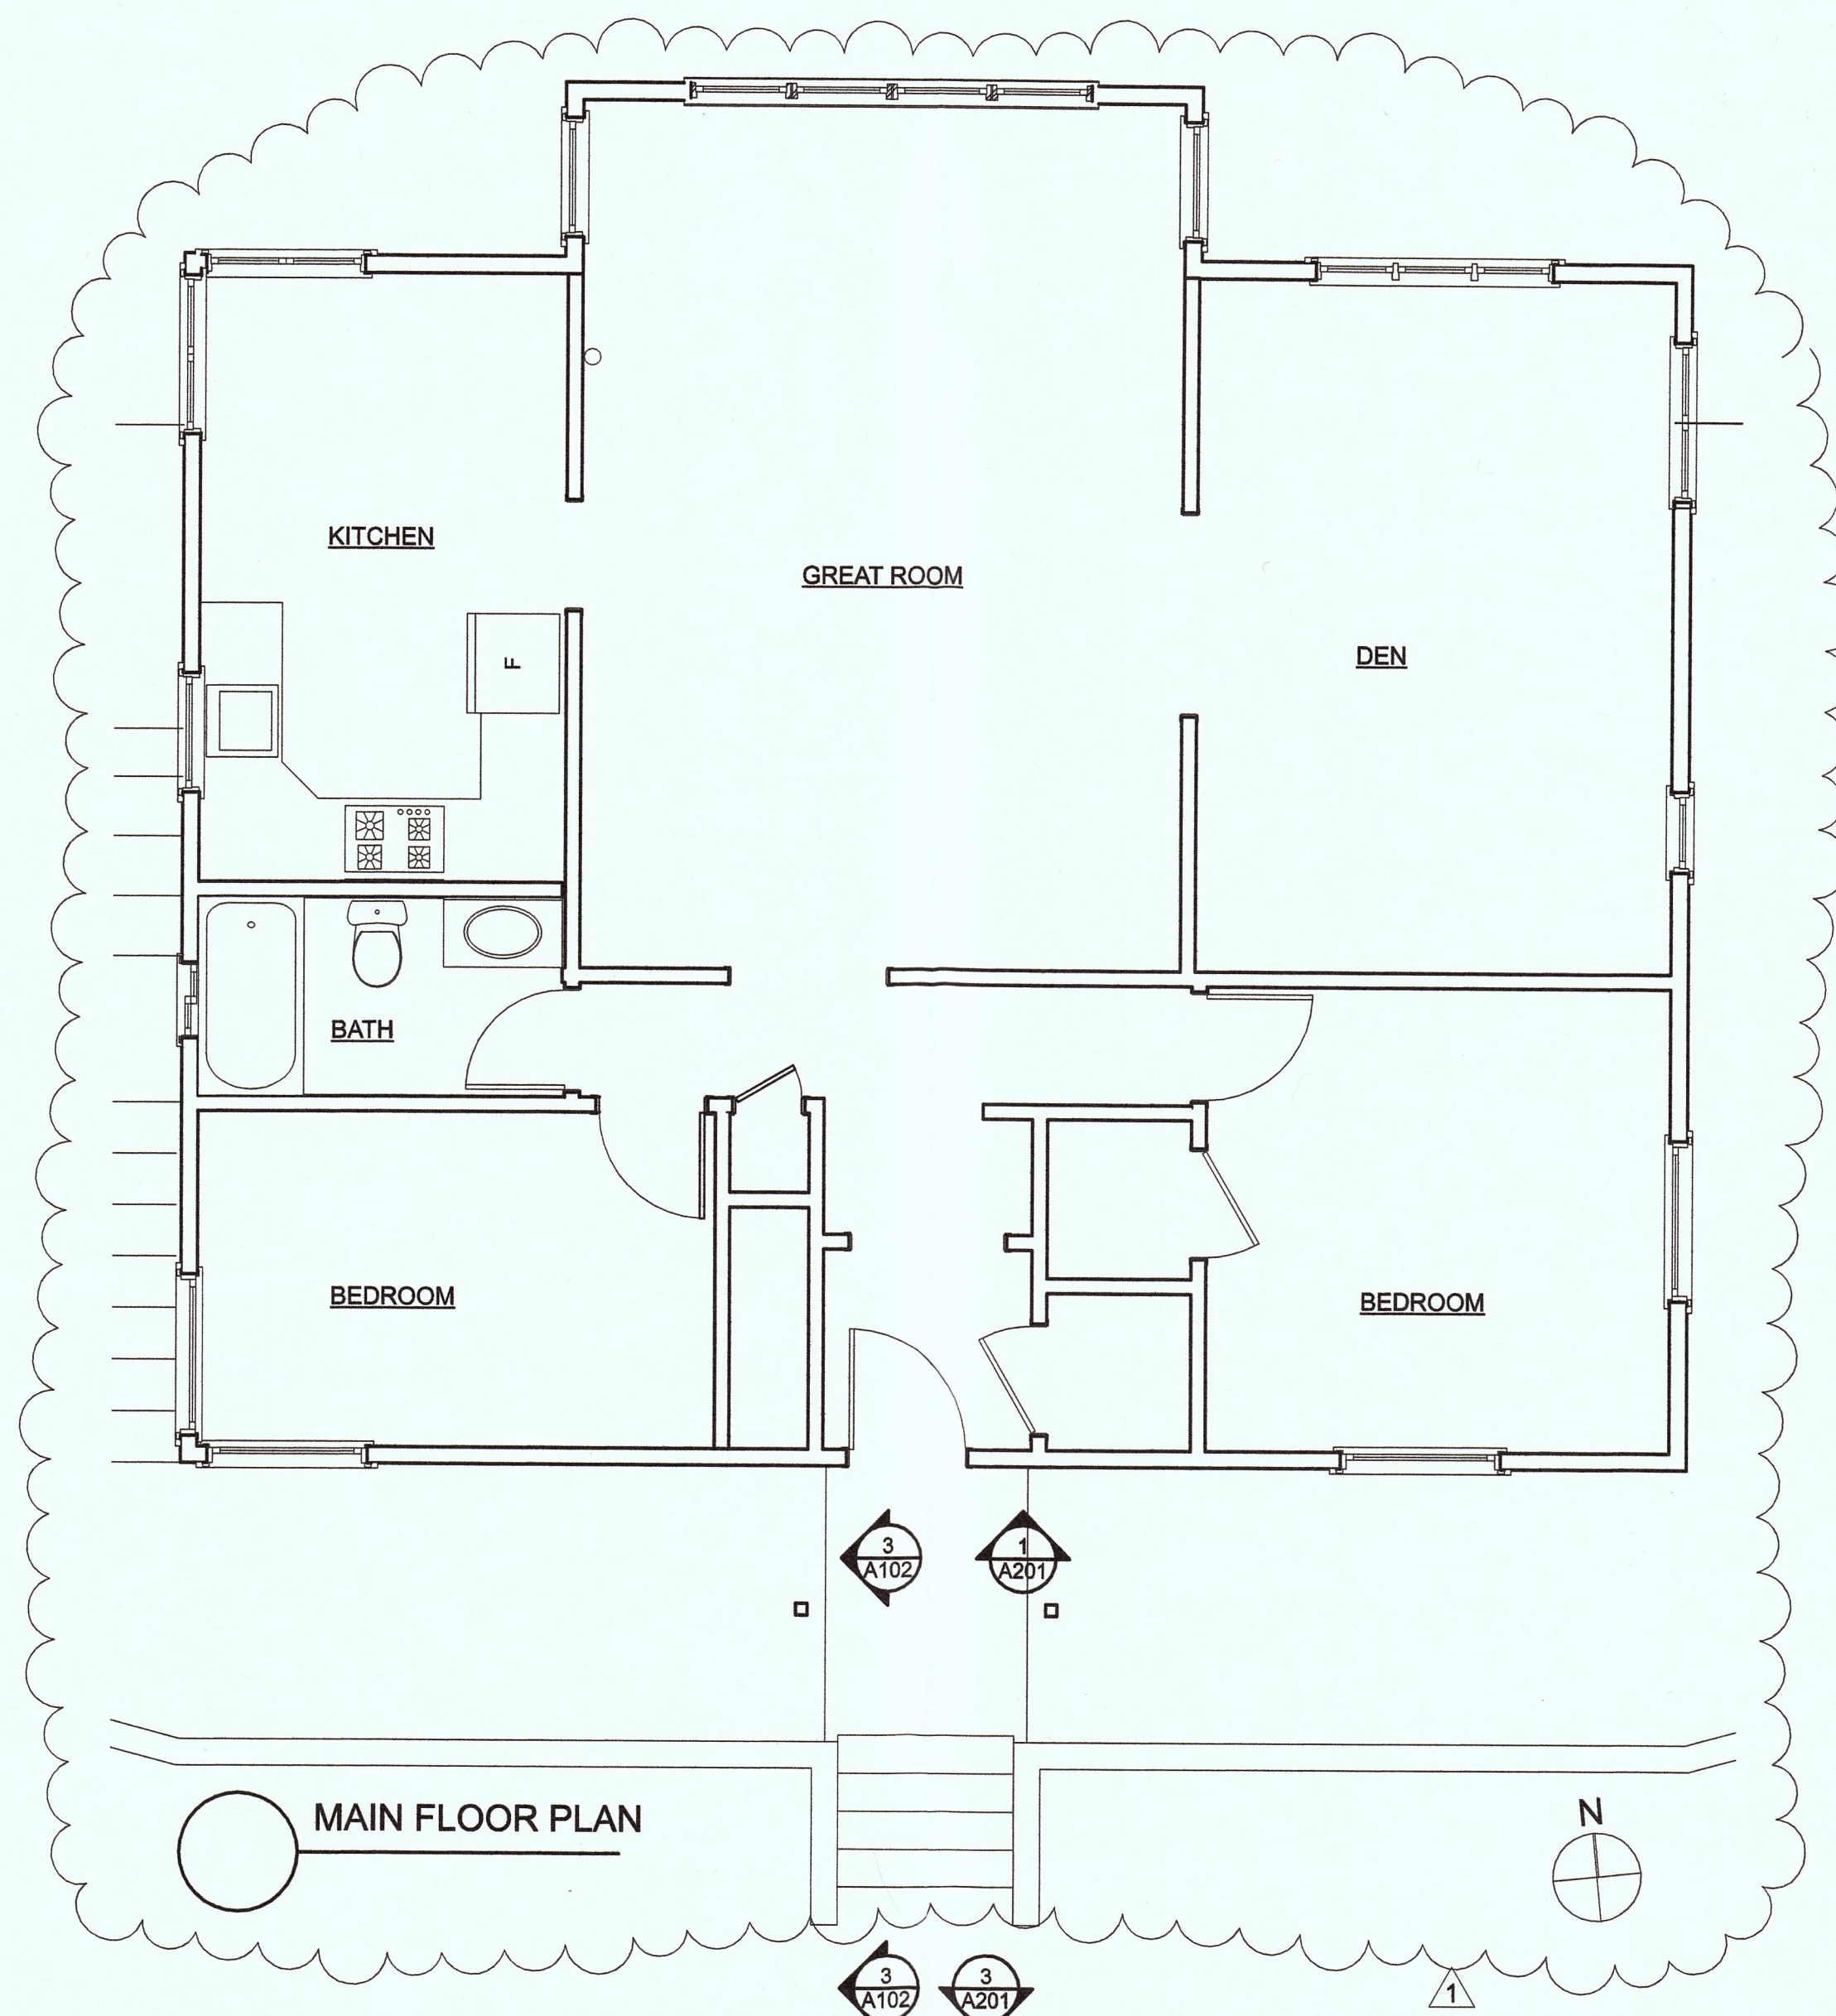 KITCHEN
GREAT ROOM
F
DEN
BATH
BEDROOM
BEDROOM
3
A102
1
A201
MAIN FLOOR PLAN
N
3
A102
3
A201
1